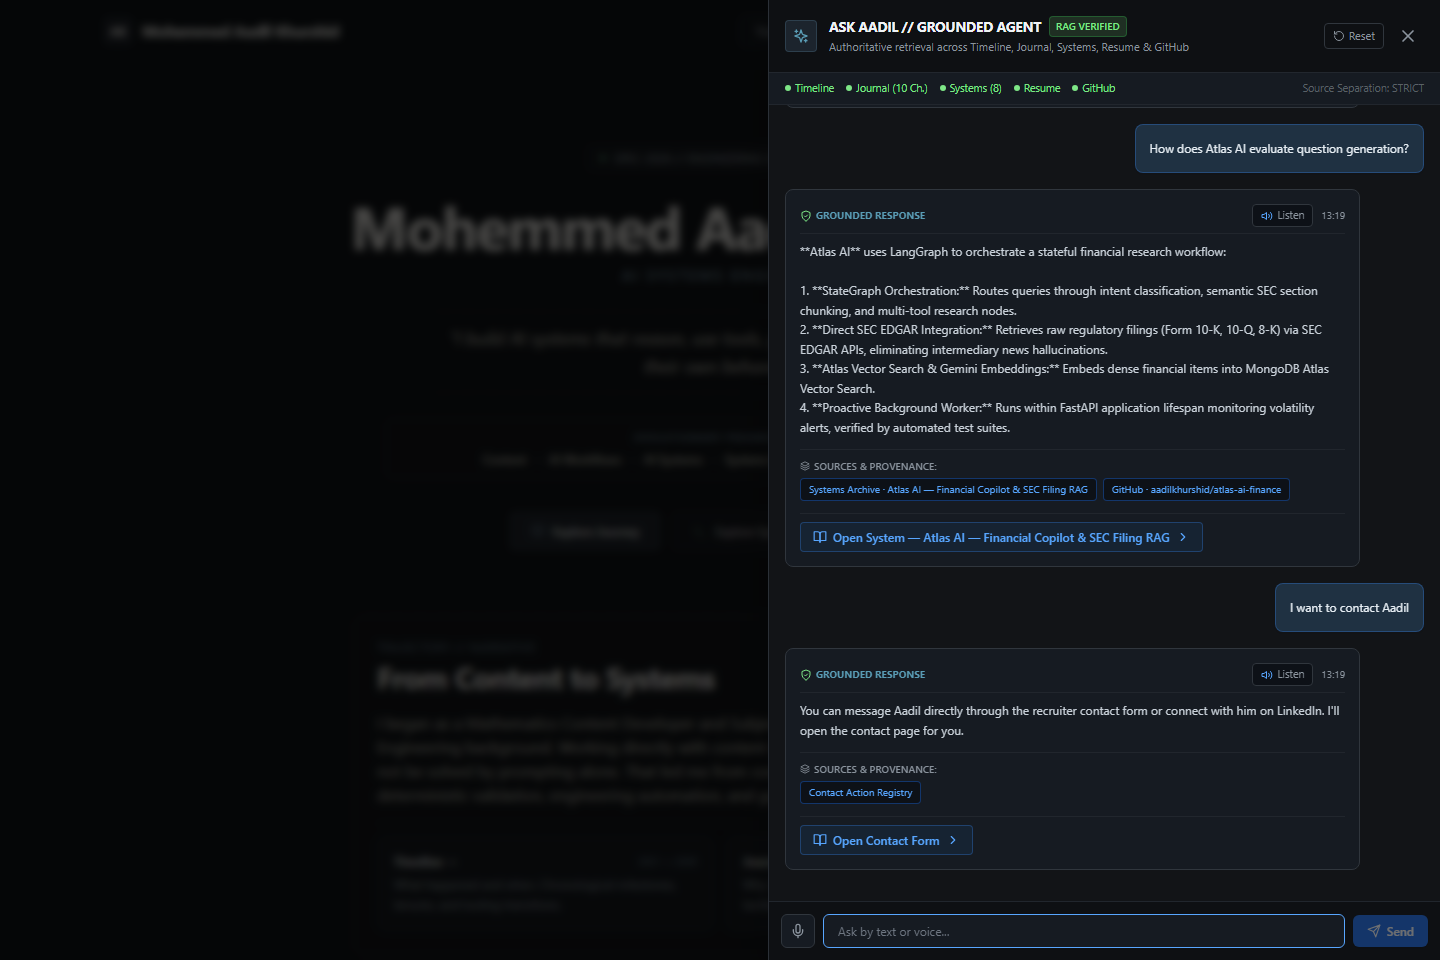 Mohemmed Aadil Khurshid
ASK AADIL // GROUNDED AGENT
RAG VERIFIED
Authoritative retrieval across Timeline, Journal, Systems, Resume & GitHub
Reset
Timeline
Journal (10 Ch.)
Systems (8)
Resume
GitHub
Source Separation: STRICT
How does Atlas AI evaluate question generation?
GROUNDED RESPONSE
Listen
13:19
**Atlas AI** uses LangGraph to orchestrate a stateful financial research workflow:
1. **StateGraph Orchestration:** Routes queries through intent classification, semantic SEC section
chunking, and multi-tool research nodes.
2. **Direct SEC EDGAR Integration:** Retrieves raw regulatory filings (Form 10-K, 10-Q, 8-K) via SEC
EDGAR APIs, eliminating intermediary news hallucinations.
3. **Atlas Vector Search & Gemini Embeddings:** Embeds dense financial items into MongoDB Atlas
Vector Search.
4. **Proactive Background Worker:** Runs within FastAPI application lifespan monitoring volatility
alerts, verified by automated test suites.
SOURCES & PROVENANCE:
Systems Archive · Atlas AI — Financial Copilot & SEC Filing RAG
GitHub · aadilkhurshid/atlas-ai-finance
Open System — Atlas AI — Financial Copilot & SEC Filing RAG
I want to contact Aadil
GROUNDED RESPONSE
Listen
13:19
You can message Aadil directly through the recruiter contact form or connect with him on LinkedIn. I'll
open the contact page for you.
SOURCES & PROVENANCE:
Contact Action Registry
Open Contact Form
Ask by text or voice...
Send
Mohemmed Aa
From Content to Systems